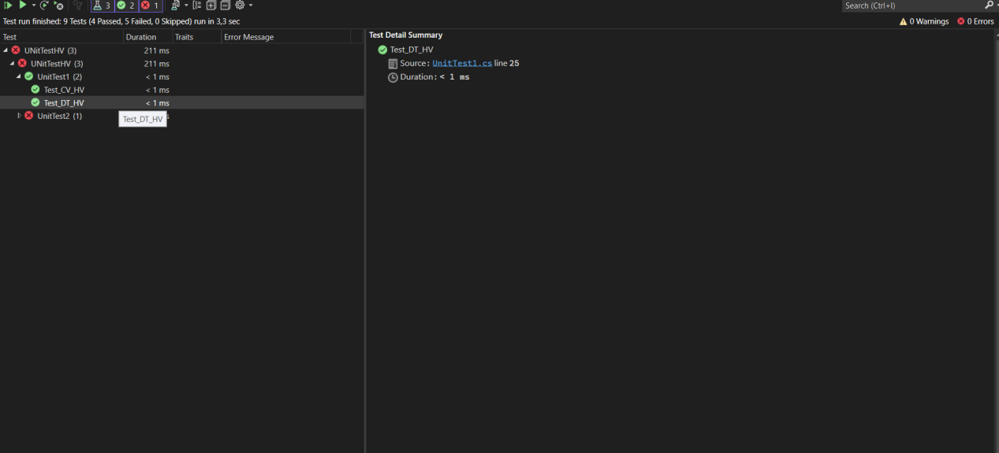 3 2 1 Search (Ctrl+I)
Test run finished: 9 Tests (4 Passed, 5 Failed, 0 Skipped) run in 3,3 sec 0 Warnings 0 Errors
Test Duration Traits Error Message
UNitTestHV (3) 211 ms
UNitTestHV (3) 211 ms
UnitTest1 (2) < 1 ms
Test_CV_HV < 1 ms
Test_DT_HV < 1 ms
UnitTest2 (1)
Test_DT_HV
Test Detail Summary
Test_DT_HV
Source: UnitTest1.cs line 25
Duration: < 1 ms